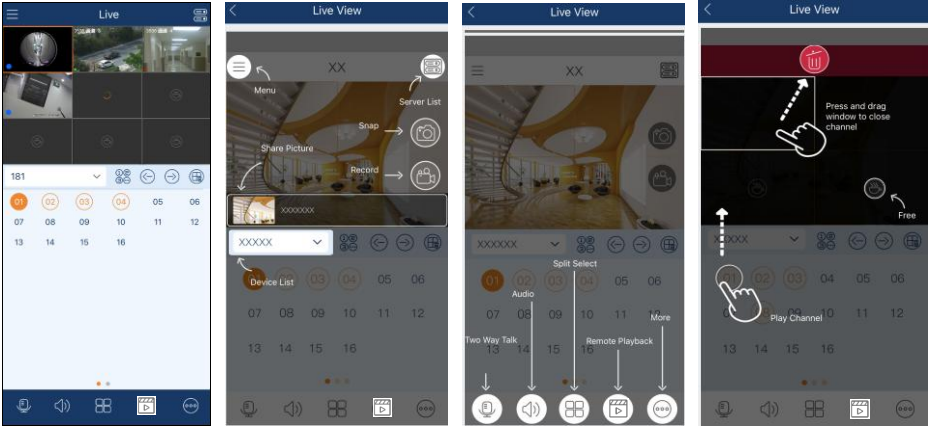 Live
181
01 02 03 04 05 06
07 08 09 10 11 12
13 14 15 16
Live View
XX
Menu
Server List
Snap
Share Picture
Record
XXXXXXX
XXXXX
Device List
03 04 05 06
07 08 09 10 11 12
13 14 15 16
Live View
XX
XXXXXX
Split Select
01 02 03 04 05 06
Audio
07 08 09 10 11 12
More
Two Way Talk
Remote Playback
13 14 15 16
Live View
Press and drag
window to close
channel
Free
XXXXX
01 02 03 04 05 06
09 10 11 12
Play Channel
13 14 15 16